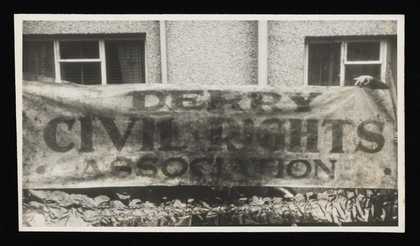 DERRY
CIVIL RIGHTS
• ASSOCIATION •